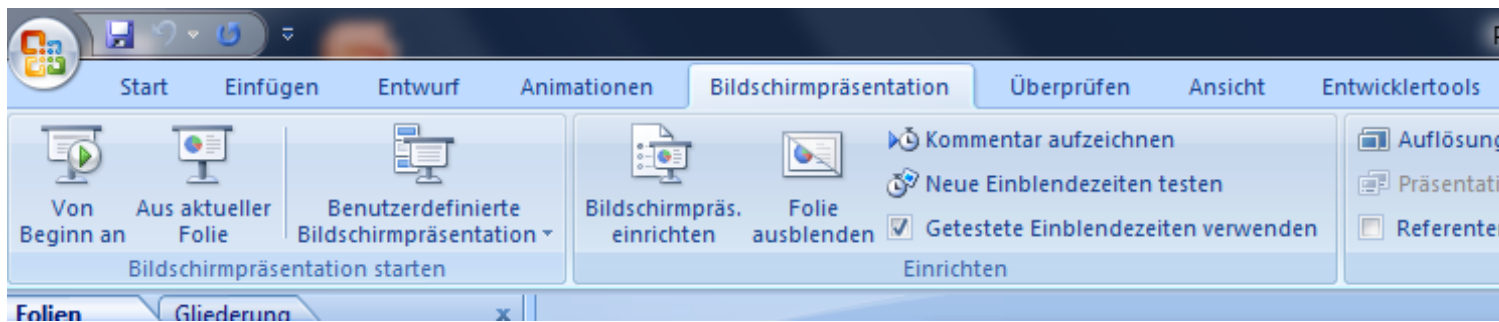 Start Einfügen Entwurf Animationen Bildschirmpräsentation Überprüfen Ansicht Entwicklertools
Von
Beginn an
Aus aktueller
Folie
Benutzerdefinierte
Bildschirmpräsentation
Bildschirmpräsentation starten
Bildschirmpräs.
einrichten
Folie
ausblenden
Kommentar aufzeichnen
Neue Einblendezeiten testen
Getestete Einblendezeiten verwenden
Einrichten
Auflösung
Folien Gliederung x